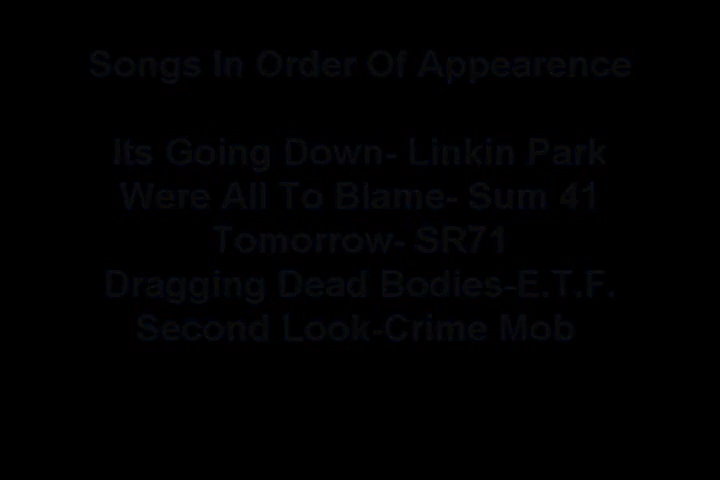 Songs In Order Of Appearence
Its Going Down- Linkin Park
Were All To Blame- Sum 41
Tomorrow- SR71
Dragging Dead Bodies-E.T.F.
Second Look-Crime Mob